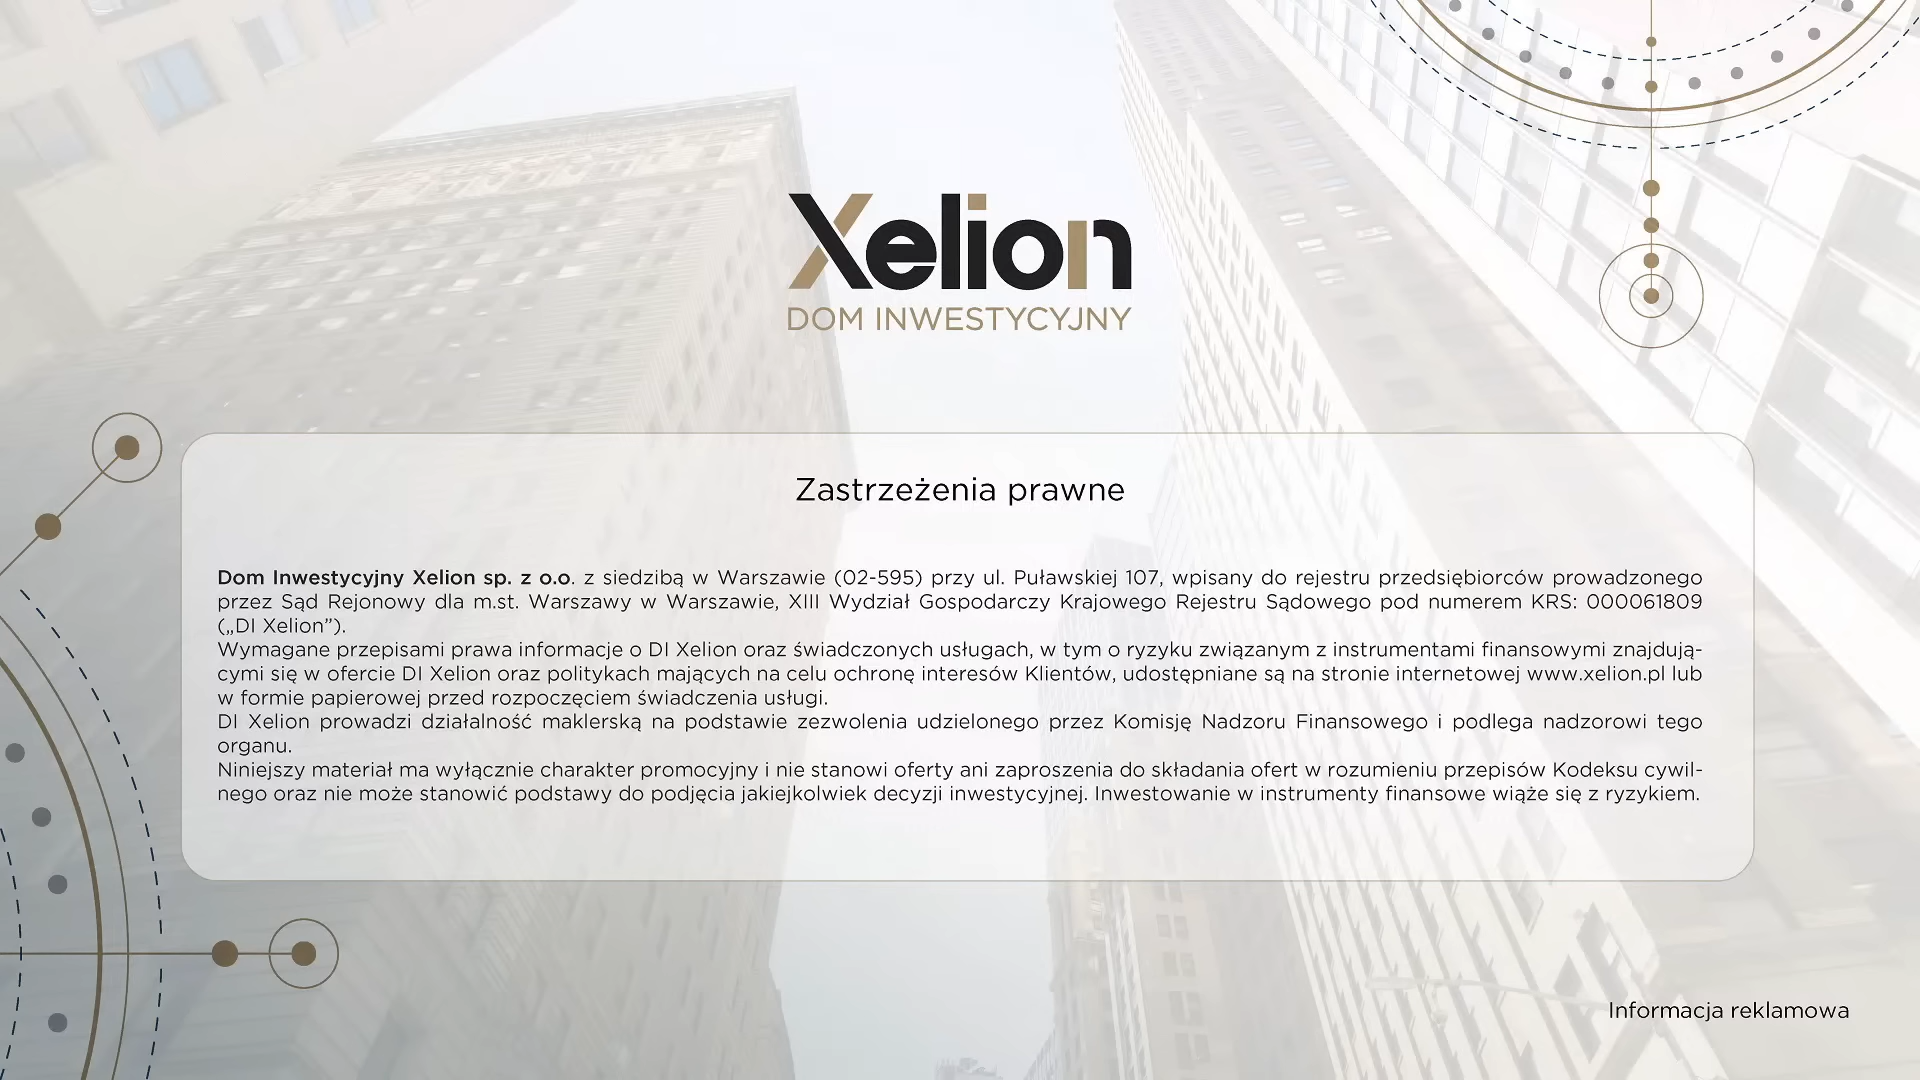 Xelion
DOM INWESTYCYJNY
Zastrzeżenia prawne
Dom Inwestycyjny Xelion sp. z o.o. z siedzibą w Warszawie (02-595) przy ul. Puławskiej 107, wpisany do rejestru przedsiębiorców prowadzonego
przez Sąd Rejonowy dla m.st. Warszawy w Warszawie, XIII Wydział Gospodarczy Krajowego Rejestru Sądowego pod numerem KRS: 000061809
(„DI Xelion”).
Wymagane przepisami prawa informacje o DI Xelion oraz świadczonych usługach, w tym o ryzyku związanym z instrumentami finansowymi znajdują-
cymi się w ofercie DI Xelion oraz politykach mających na celu ochronę interesów Klientów, udostępniane są na stronie internetowej www.xelion.pl lub
w formie papierowej przed rozpoczęciem świadczenia usługi.
DI Xelion prowadzi działalność maklerską na podstawie zezwolenia udzielonego przez Komisję Nadzoru Finansowego i podlega nadzorowi tego
organu.
Niniejszy materiał ma wyłącznie charakter promocyjny i nie stanowi oferty ani zaproszenia do składania ofert w rozumieniu przepisów Kodeksu cywil-
nego oraz nie może stanowić podstawy do podjęcia jakiejkolwiek decyzji inwestycyjnej. Inwestowanie w instrumenty finansowe wiąże się z ryzykiem.
Informacja reklamowa